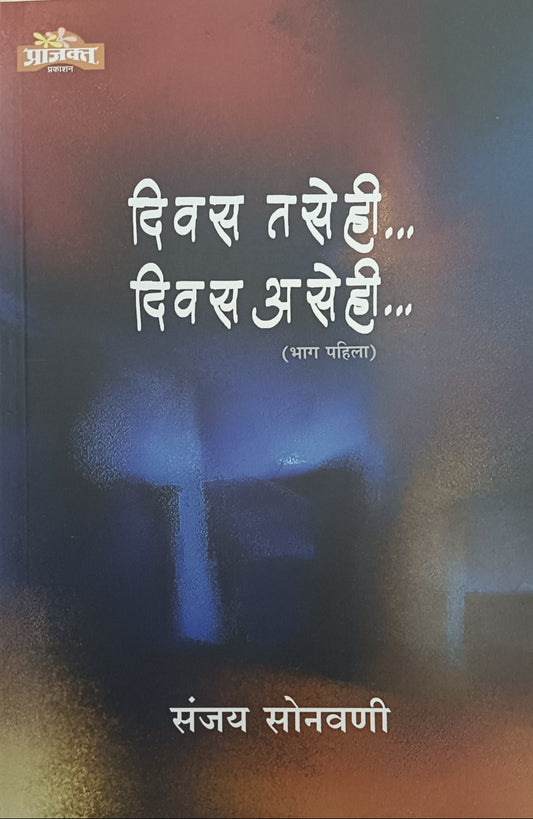 प्राजक्त
प्रकाशन
दिवस तसेही...
दिवस असेही...
(भाग पहिला)
संजय सोनवणी